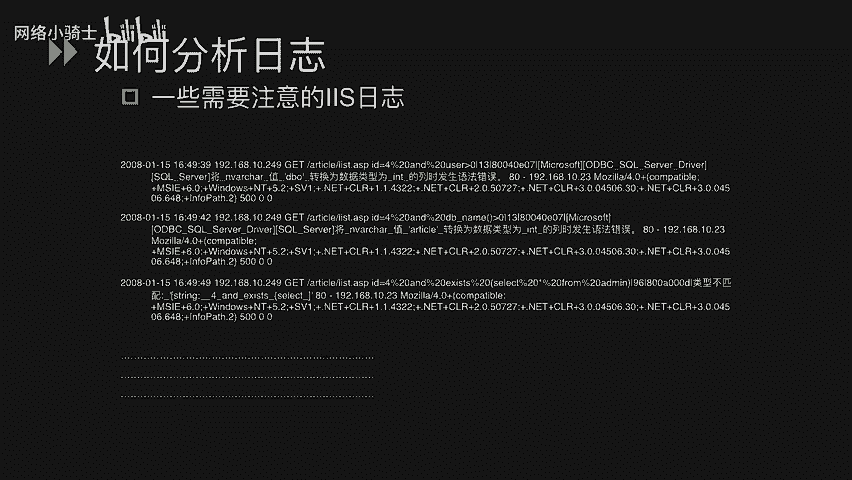 网络小骑士 bilibili
如何分析日志
一些需要注意的IIS日志
2008-01-15 16:49:39 192.168.10.249 GET /article/list.asp id=4%20and%20user>0|13|80040e07|[Microsoft][ODBC_SQL_Server_Driver]
[SQL_Server]将_nvarchar_值_'dbo'_转换为数据类型为_int_的列时发生语法错误。 80 - 192.168.10.23 Mozilla/4.0+(compatible;
+MSIE+6.0;+Windows+NT+5.2;+SV1;+.NET+CLR+1.1.4322;+.NET+CLR+2.0.50727;+.NET+CLR+3.0.04506.30;+.NET+CLR+3.0.045
06.648;+InfoPath.2) 500 0 0
2008-01-15 16:49:42 192.168.10.249 GET /article/list.asp id=4%20and%20db_name()>0|13|80040e07|[Microsoft]
[ODBC_SQL_Server_Driver][SQL_Server]将_nvarchar_值_'article'_转换为数据类型为_int_的列时发生语法错误。 80 - 192.168.10.23
Mozilla/4.0+(compatible;
+MSIE+6.0;+Windows+NT+5.2;+SV1;+.NET+CLR+1.1.4322;+.NET+CLR+2.0.50727;+.NET+CLR+3.0.04506.30;+.NET+CLR+3.0.045
06.648;+InfoPath.2) 500 0 0
2008-01-15 16:49:49 192.168.10.249 GET /article/list.asp id=4%20and%20exists%20(select%20*%20from%20admin)|96|800a000d|类型不匹
配:_'[string:__4_and_exists_(select_]' 80 - 192.168.10.23 Mozilla/4.0+(compatible;
+MSIE+6.0;+Windows+NT+5.2;+SV1;+.NET+CLR+1.1.4322;+.NET+CLR+2.0.50727;+.NET+CLR+3.0.04506.30;+.NET+CLR+3.0.045
06.648;+InfoPath.2) 500 0 0